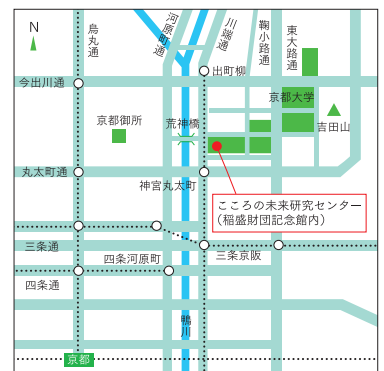 N
烏丸通
河原町通
川端通
鞠小路通
東大路通
今出川通
出町柳
京都大学
京都御所
荒神橋
吉田山
丸太町通
神宮丸太町
こころの未来研究センター
（稲盛財団記念館内）
三条通
三条京阪
四条河原町
四条通
鴨川
京都